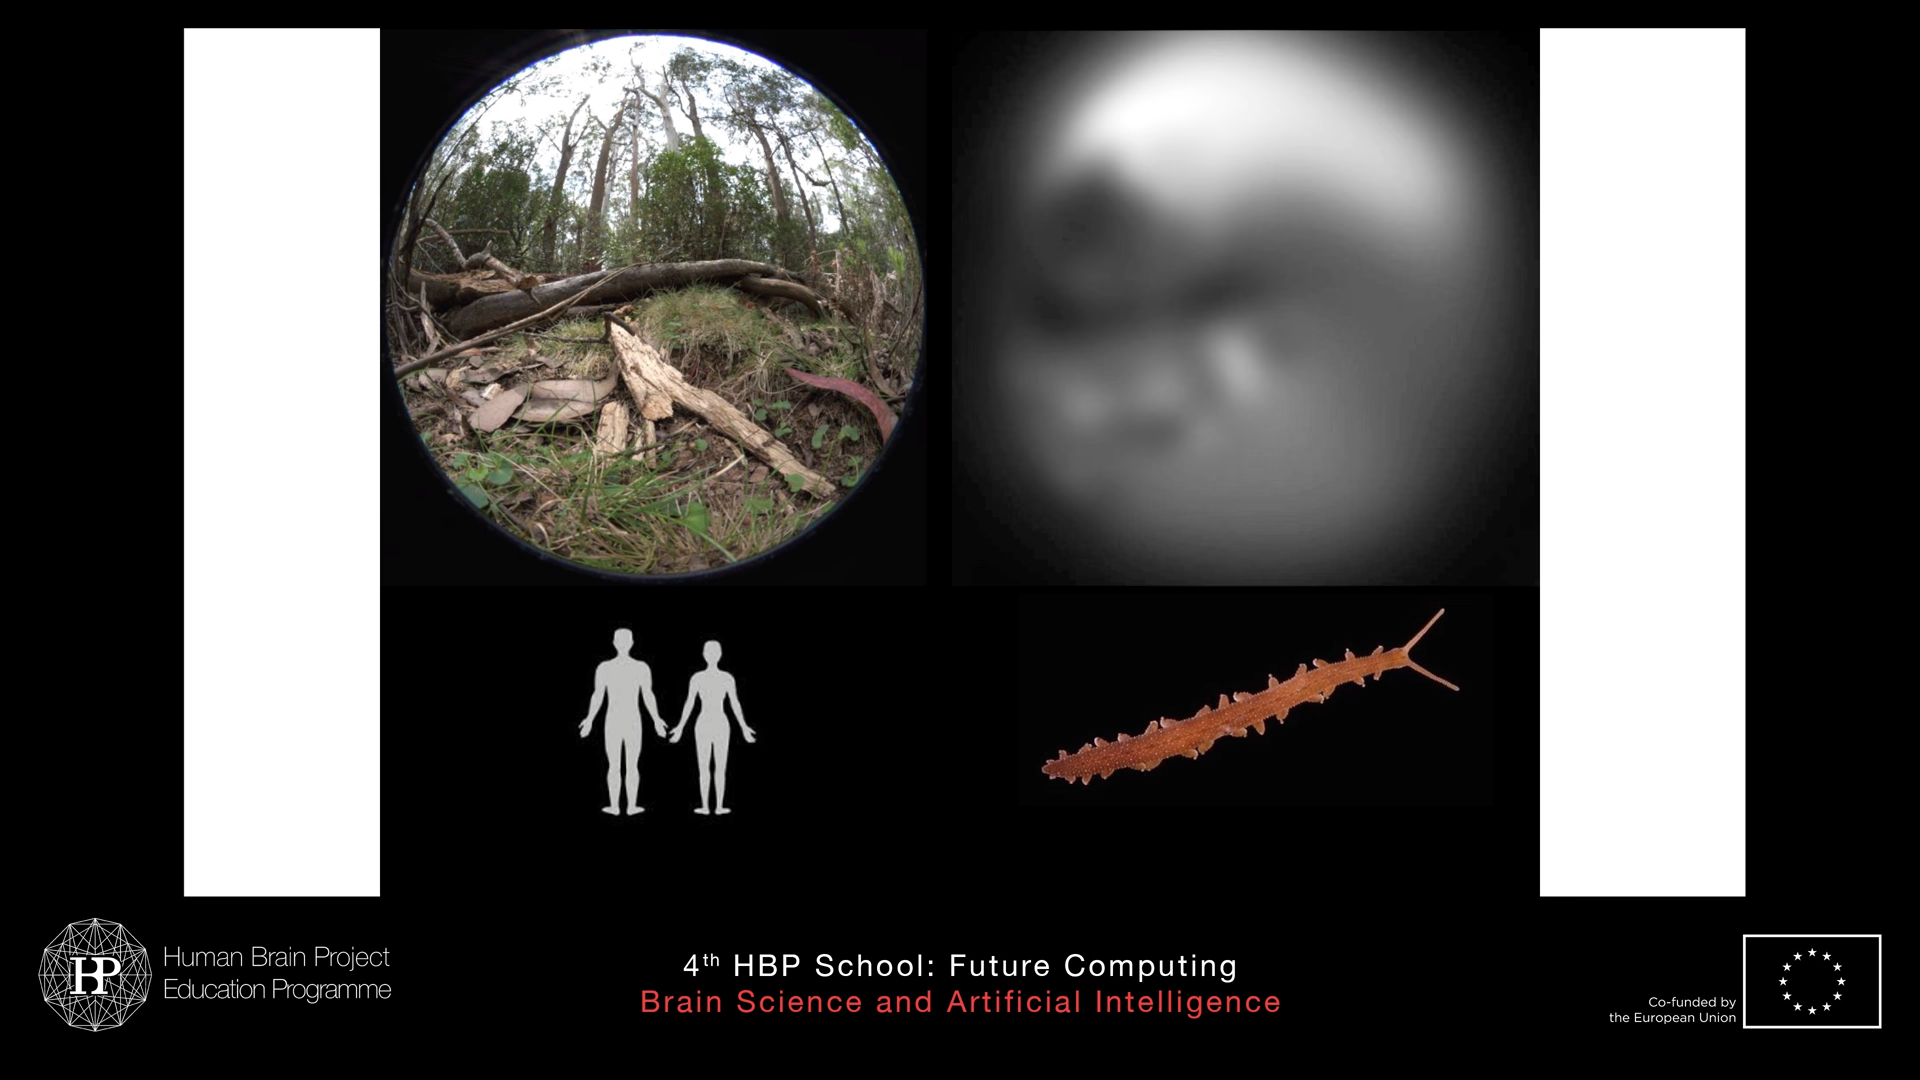 HP
Human Brain Project
Education Programme
4th HBP School: Future Computing
Brain Science and Artificial Intelligence
Co-funded by
the European Union